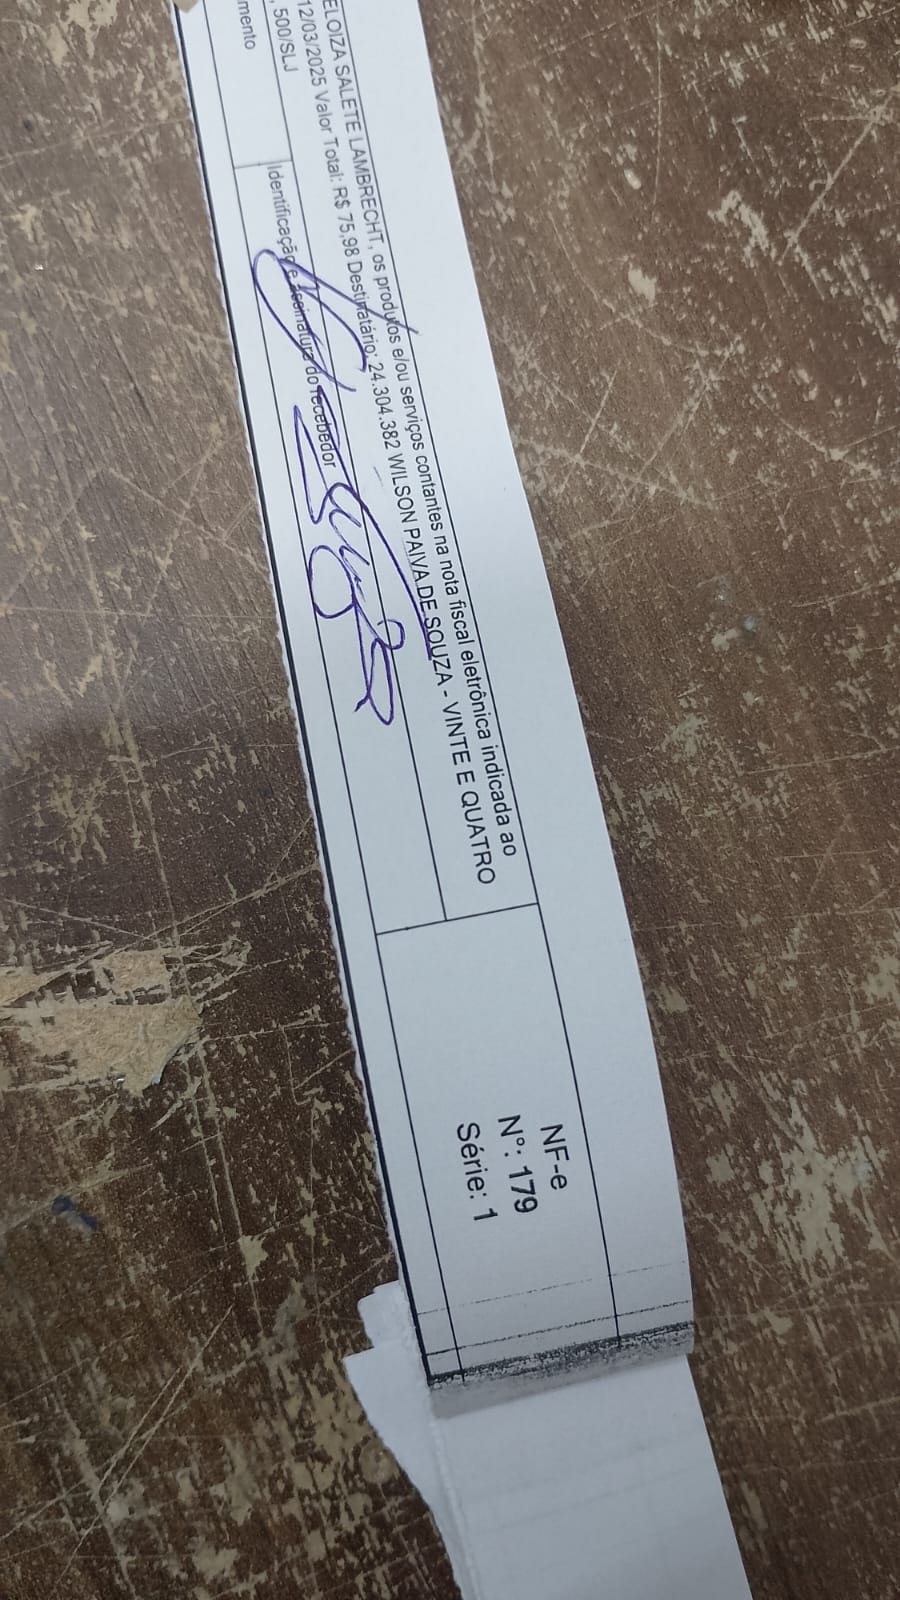 ELOIZA SALETE LAMBRECHT, os produtos e/ou serviços contantes na nota fiscal eletrônica indicada ao
12/03/2025 Valor Total: R$ 75,98 Destinatário: 24.304.382 WILSON PAIVA DE SOUZA - VINTE E QUATRO
, 500/SLJ
mento
Identificação e assinatura do recebedor
NF-e
Nº: 179
Série: 1